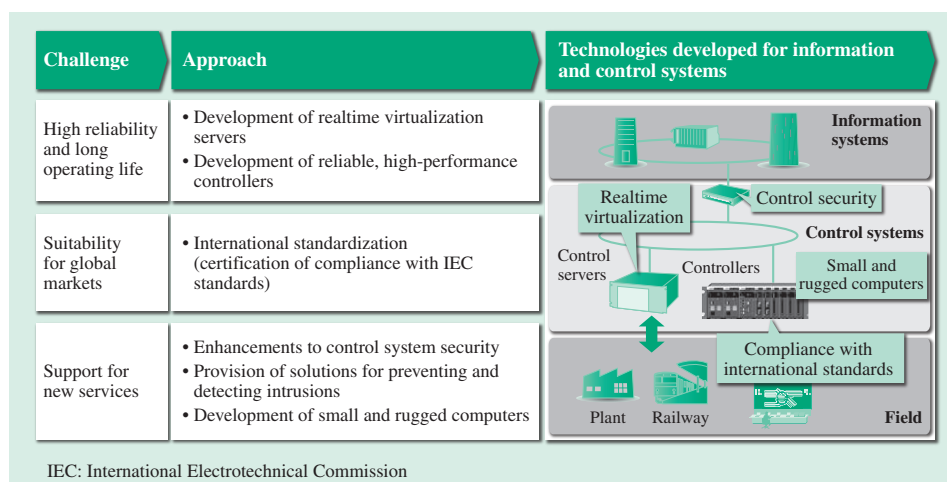 Challenge
Approach
Technologies developed for information
and control systems
High reliability
and long
operating life
• Development of realtime virtualization
servers
• Development of reliable, high-performance
controllers
Suitability
for global
markets
• International standardization
(certification of compliance with IEC
standards)
Support for
new services
• Enhancements to control system security
• Provision of solutions for preventing and
detecting intrusions
• Development of small and rugged computers
Information
systems
Realtime
virtualization
Control security
Control systems
Control
servers
Controllers
Small and
rugged computers
Compliance with
international standards
Plant
Railway
Field
IEC: International Electrotechnical Commission